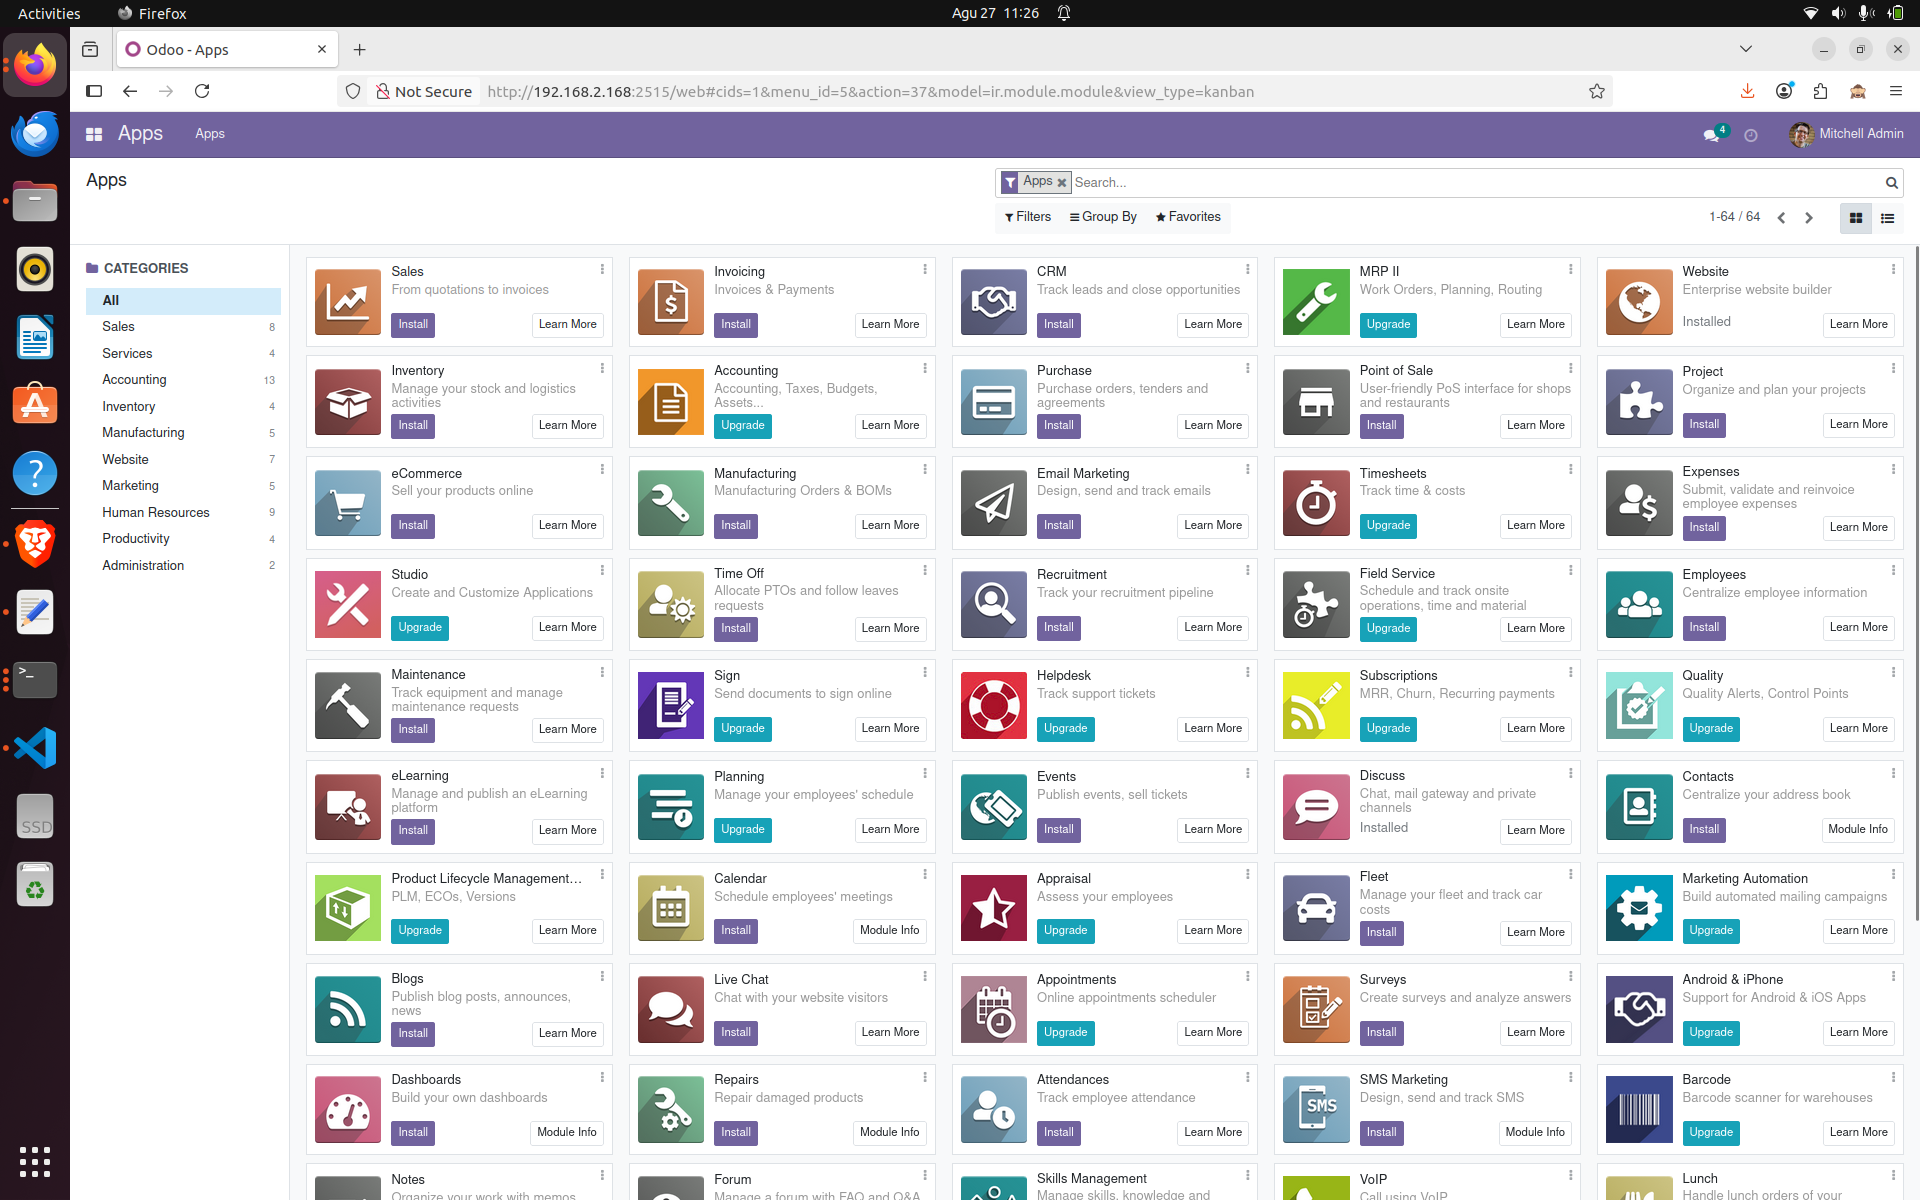 Activities
Firefox
Agu 27 11:26
Odoo - Apps
Not Secure
http://192.168.2.168:2515/web#cids=1&menu_id=5&action=37&model=ir.module.module&view_type=kanban
Apps
Apps
4
Mitchell Admin
Apps
Apps
Search...
Filters
Group By
Favorites
1-64 / 64
CATEGORIES
All
Sales 8
Services 4
Accounting 13
Inventory 4
Manufacturing 5
Website 7
Marketing 5
Human Resources 9
Productivity 4
Administration 2
Sales
From quotations to invoices
Install
Learn More
Invoicing
Invoices & Payments
Install
Learn More
CRM
Track leads and close opportunities
Install
Learn More
MRP II
Work Orders, Planning, Routing
Upgrade
Learn More
Website
Enterprise website builder
Installed
Learn More
Inventory
Manage your stock and logistics
activities
Install
Learn More
Accounting
Accounting, Taxes, Budgets,
Assets...
Upgrade
Learn More
Purchase
Purchase orders, tenders and
agreements
Install
Learn More
Point of Sale
User-friendly PoS interface for shops
and restaurants
Install
Learn More
Project
Organize and plan your projects
Install
Learn More
eCommerce
Sell your products online
Install
Learn More
Manufacturing
Manufacturing Orders & BOMs
Install
Learn More
Email Marketing
Design, send and track emails
Install
Learn More
Timesheets
Track time & costs
Upgrade
Learn More
Expenses
Submit, validate and reinvoice
employee expenses
Install
Learn More
Studio
Create and Customize Applications
Upgrade
Learn More
Time Off
Allocate PTOs and follow leaves
requests
Install
Learn More
Recruitment
Track your recruitment pipeline
Install
Learn More
Field Service
Schedule and track onsite
operations, time and material
Upgrade
Learn More
Employees
Centralize employee information
Install
Learn More
Maintenance
Track equipment and manage
maintenance requests
Install
Learn More
Sign
Send documents to sign online
Upgrade
Learn More
Helpdesk
Track support tickets
Upgrade
Learn More
Subscriptions
MRR, Churn, Recurring payments
Upgrade
Learn More
Quality
Quality Alerts, Control Points
Upgrade
Learn More
eLearning
Manage and publish an eLearning
platform
Install
Learn More
Planning
Manage your employees' schedule
Upgrade
Learn More
Events
Publish events, sell tickets
Install
Learn More
Discuss
Chat, mail gateway and private
channels
Installed
Learn More
Contacts
Centralize your address book
Install
Module Info
Product Lifecycle Management...
PLM, ECOs, Versions
Upgrade
Learn More
Calendar
Schedule employees' meetings
Install
Module Info
Appraisal
Assess your employees
Upgrade
Learn More
Fleet
Manage your fleet and track car
costs
Install
Learn More
Marketing Automation
Build automated mailing campaigns
Upgrade
Learn More
Blogs
Publish blog posts, announces,
news
Install
Learn More
Live Chat
Chat with your website visitors
Install
Learn More
Appointments
Online appointments scheduler
Upgrade
Learn More
Surveys
Create surveys and analyze answers
Install
Learn More
Android & iPhone
Support for Android & iOS Apps
Upgrade
Learn More
Dashboards
Build your own dashboards
Install
Module Info
Repairs
Repair damaged products
Install
Module Info
Attendances
Track employee attendance
Install
Learn More
SMS
SMS Marketing
Design, send and track SMS
Install
Module Info
Barcode
Barcode scanner for warehouses
Upgrade
Learn More
Notes
Organize your work with memos
Forum
Manage a forum with FAQ and Q&A
Skills Management
Manage skills, knowledge and
VoIP
Call using VoIP
Lunch
Handle lunch orders of your
SSD